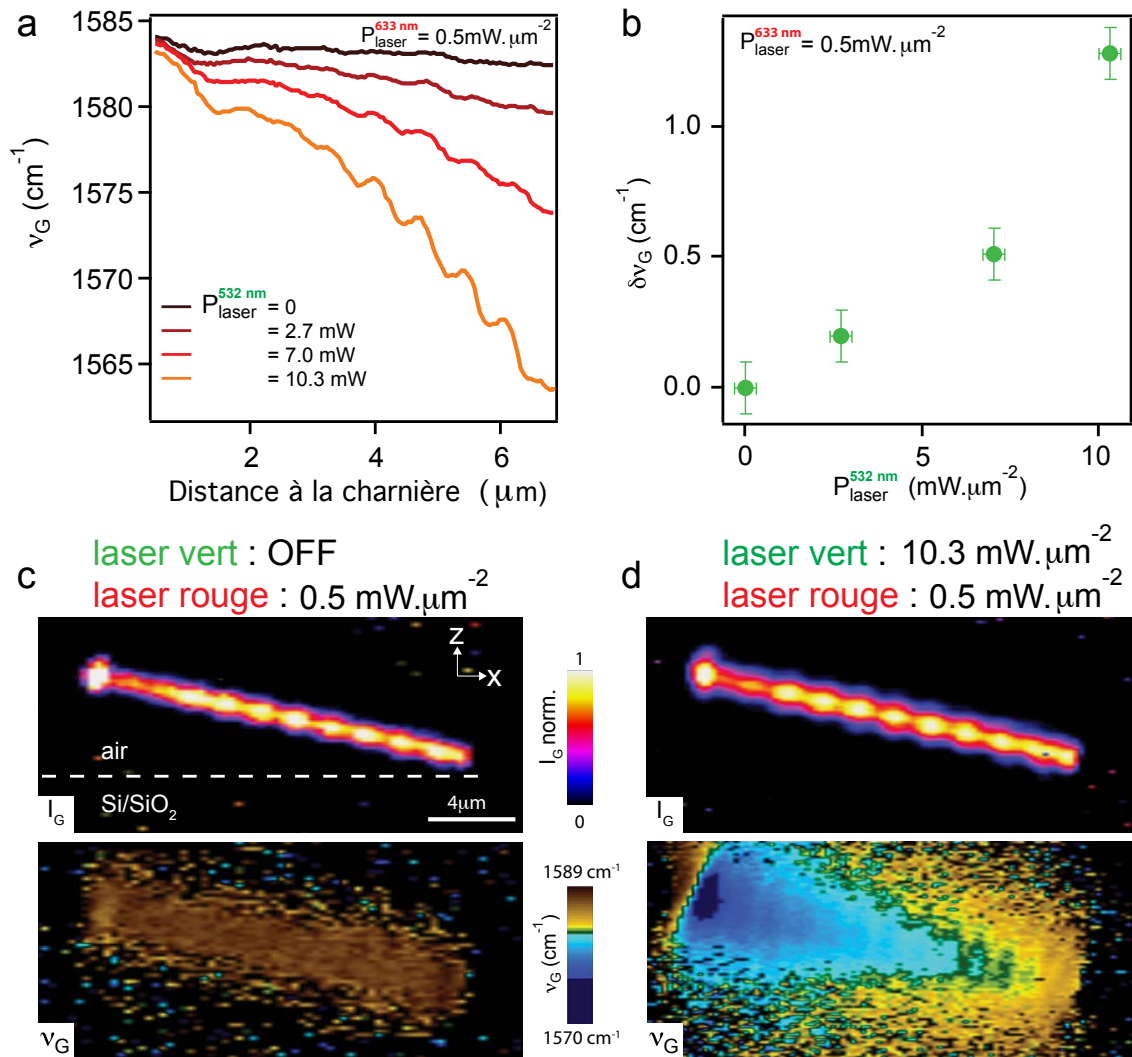 a
P laser 633 nm = 0.5mW.μm⁻²
1585
1580
1575
1570
1565
νG (cm⁻¹)
P laser 532 nm = 0
= 2.7 mW
= 7.0 mW
= 10.3 mW
2 4 6
Distance à la charnière (μm)
b
P laser 633 nm = 0.5mW.μm⁻²
1.0
0.5
0.0
δνG (cm⁻¹)
0 5 10
P laser 532 nm (mW.μm⁻²)
c
laser vert : OFF
laser rouge : 0.5 mW.μm⁻²
z
x
air
Si/SiO₂
IG
4μm
1
IG norm.
0
νG
1589 cm⁻¹
νG (cm⁻¹)
1570 cm⁻¹
d
laser vert : 10.3 mW.μm⁻²
laser rouge : 0.5 mW.μm⁻²
IG
νG